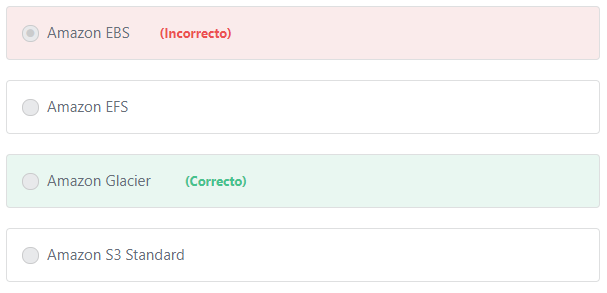 Amazon EBS (Incorrecto)
Amazon EFS
Amazon Glacier (Correcto)
Amazon S3 Standard